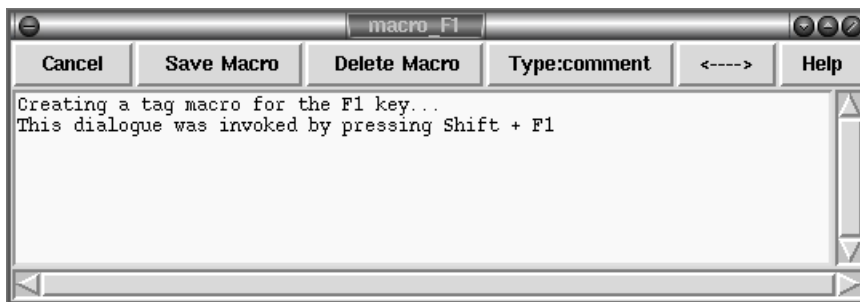 macro_F1
Cancel Save Macro Delete Macro Type:comment <----> Help
Creating a tag macro for the F1 key...
This dialogue was invoked by pressing Shift + F1